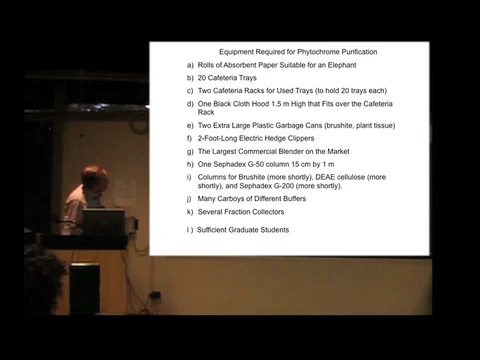 Equipment Required for Phytochrome Purification
a) Rolls of Absorbent Paper Suitable for an Elephant
b) 20 Cafeteria Trays
c) Two Cafeteria Racks for Used Trays (to hold 20 trays each)
d) One Black Cloth Hood 1.5 m High that Fits over the Cafeteria
Rack
e) Two Extra Large Plastic Garbage Cans (brushite, plant tissue)
f) 2-Foot-Long Electric Hedge Clippers
g) The Largest Commercial Blender on the Market
h) One Sephadex G-50 column 15 cm by 1 m
i) Columns for Brushite (more shortly), DEAE cellulose (more
shortly), and Sephadex G-200 (more shortly).
j) Many Carboys of Different Buffers
k) Several Fraction Collectors
l ) Sufficient Graduate Students